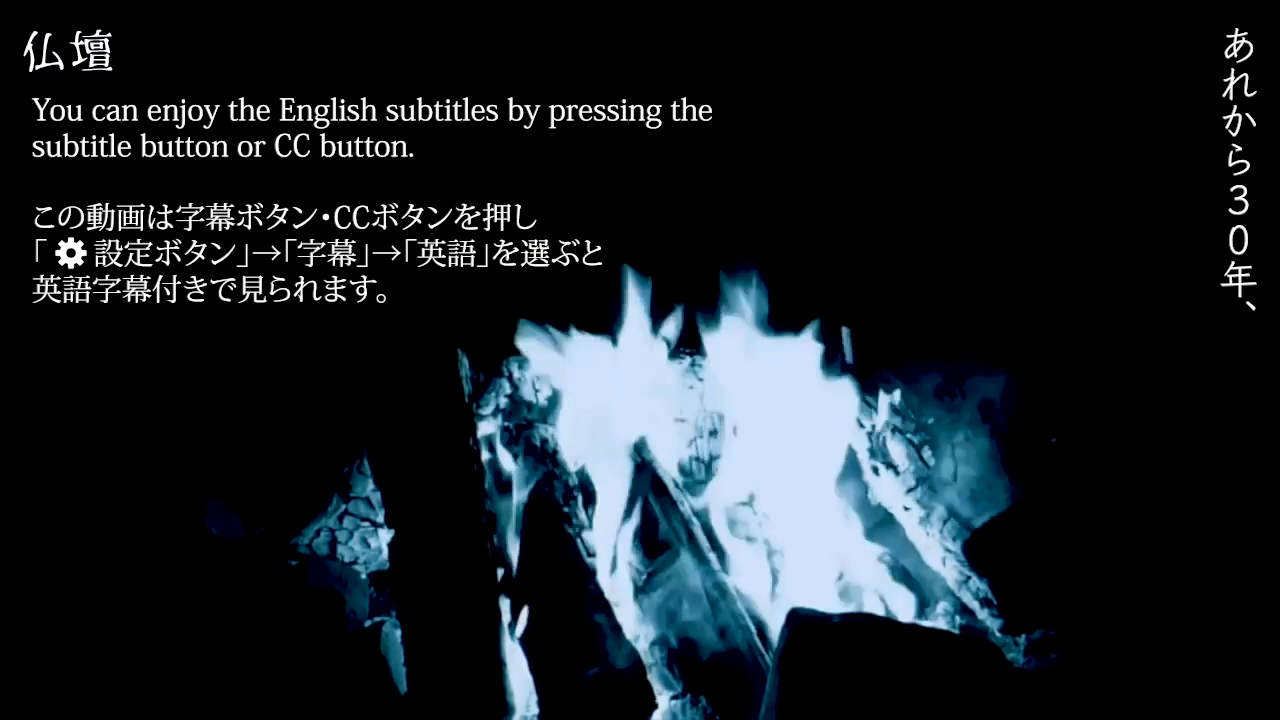 仏壇
You can enjoy the English subtitles by pressing the
subtitle button or CC button.
この動画は字幕ボタン・CCボタンを押し
「 設定ボタン」→「字幕」→「英語」を選ぶと
英語字幕付きで見られます。
あれから３０年、